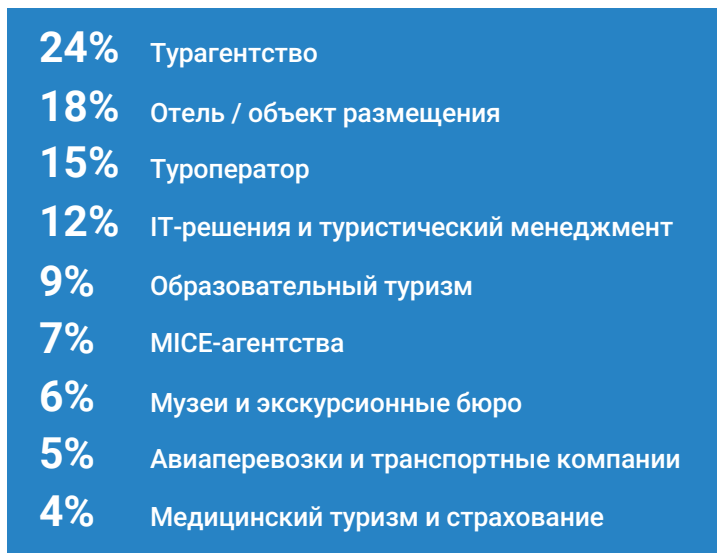 24% Турагентство
18% Отель / объект размещения
15% Туроператор
12% IT-решения и туристический менеджмент
9% Образовательный туризм
7% MICE-агентства
6% Музеи и экскурсионные бюро
5% Авиаперевозки и транспортные компании
4% Медицинский туризм и страхование